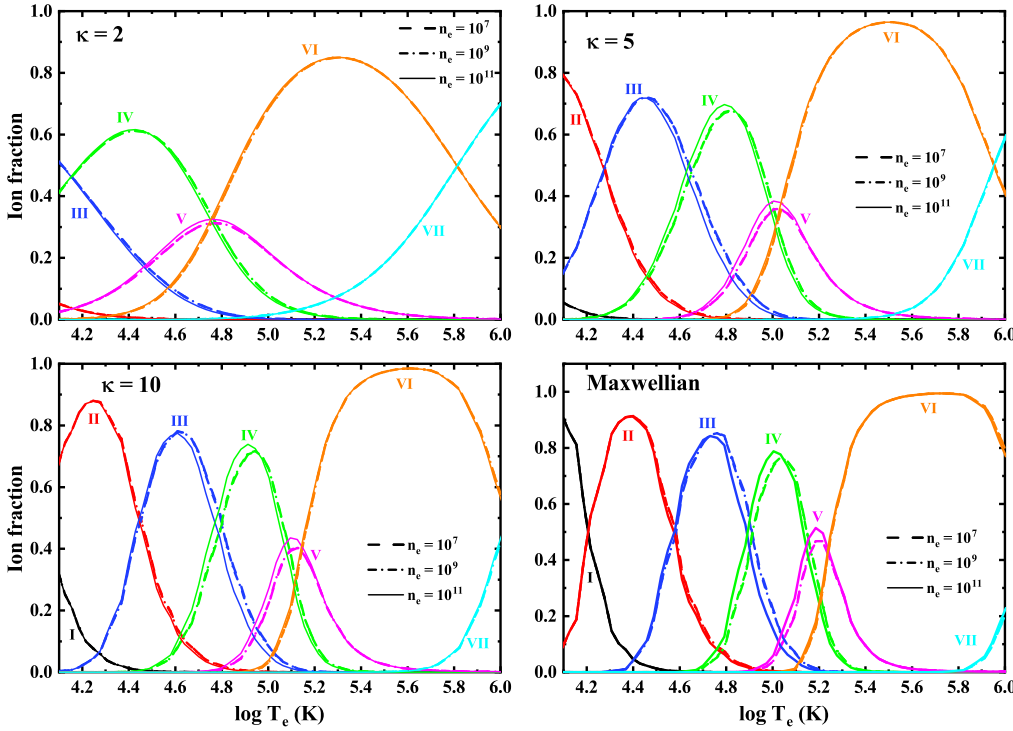 κ = 2
n_e = 10^7
n_e = 10^9
n_e = 10^11
III
IV
V
VI
VII
Ion fraction
0.0
0.2
0.4
0.6
0.8
1.0
4.2 4.4 4.6 4.8 5.0 5.2 5.4 5.6 5.8 6.0
κ = 5
n_e = 10^7
n_e = 10^9
n_e = 10^11
II
III
IV
V
VI
VII
0.0
0.2
0.4
0.6
0.8
1.0
4.2 4.4 4.6 4.8 5.0 5.2 5.4 5.6 5.8 6.0
κ = 10
n_e = 10^7
n_e = 10^9
n_e = 10^11
I
II
III
IV
V
VI
VII
Ion fraction
0.0
0.2
0.4
0.6
0.8
1.0
4.2 4.4 4.6 4.8 5.0 5.2 5.4 5.6 5.8 6.0
log T_e (K)
Maxwellian
n_e = 10^7
n_e = 10^9
n_e = 10^11
I
II
III
IV
V
VI
VII
0.0
0.2
0.4
0.6
0.8
1.0
4.2 4.4 4.6 4.8 5.0 5.2 5.4 5.6 5.8 6.0
log T_e (K)